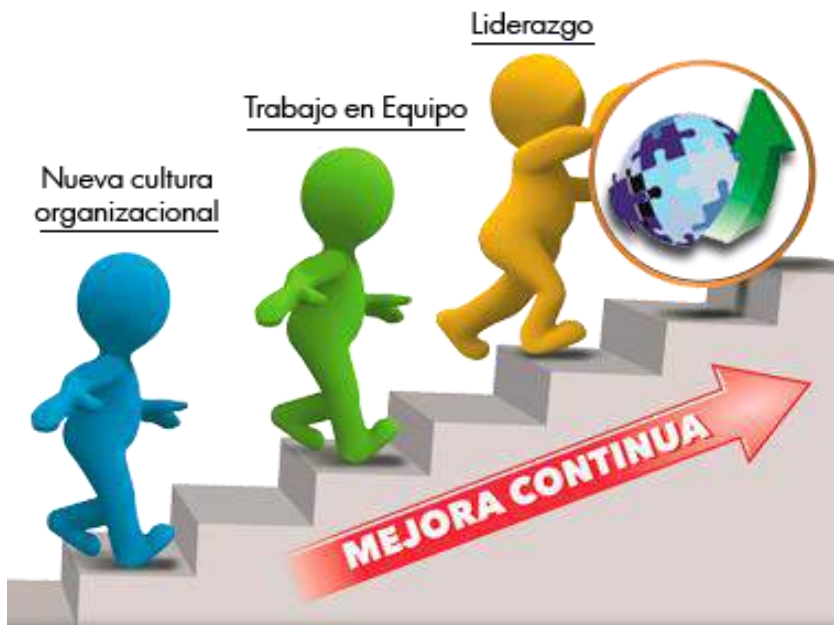 Liderazgo
Trabajo en Equipo
Nueva cultura
organizacional
MEJORA CONTINUA